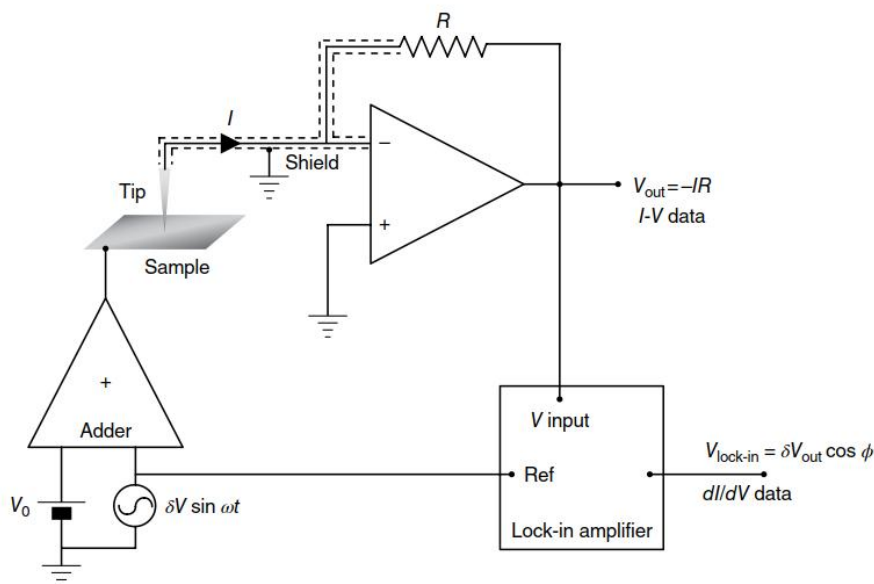 R
I
−
Shield
Tip
V_out=−IR
I-V data
+
Sample
+
Adder
V input
V_lock-in = δV_out cos ϕ
Ref
dI/dV data
V_0
δV sin ωt
Lock-in amplifier